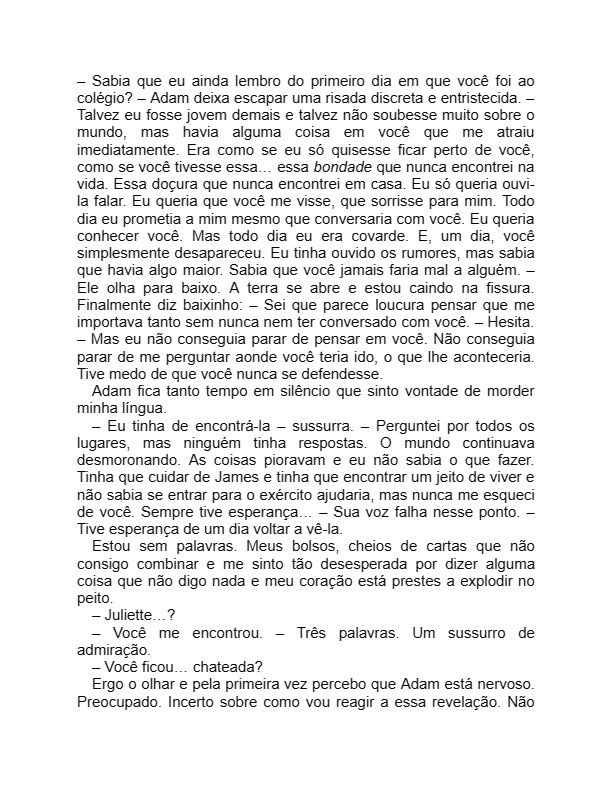 – Sabia que eu ainda lembro do primeiro dia em que você foi ao
colégio? – Adam deixa escapar uma risada discreta e entristecida. –
Talvez eu fosse jovem demais e talvez não soubesse muito sobre o
mundo, mas havia alguma coisa em você que me atraiu
imediatamente. Era como se eu só quisesse ficar perto de você,
como se você tivesse essa… essa bondade que nunca encontrei na
vida. Essa doçura que nunca encontrei em casa. Eu só queria ouvi-
la falar. Eu queria que você me visse, que sorrisse para mim. Todo
dia eu prometia a mim mesmo que conversaria com você. Eu queria
conhecer você. Mas todo dia eu era covarde. E, um dia, você
simplesmente desapareceu. Eu tinha ouvido os rumores, mas sabia
que havia algo maior. Sabia que você jamais faria mal a alguém. –
Ele olha para baixo. A terra se abre e estou caindo na fissura.
Finalmente diz baixinho: – Sei que parece loucura pensar que me
importava tanto sem nunca nem ter conversado com você. – Hesita.
– Mas eu não conseguia parar de pensar em você. Não conseguia
parar de me perguntar aonde você teria ido, o que lhe aconteceria.
Tive medo de que você nunca se defendesse.
Adam fica tanto tempo em silêncio que sinto vontade de morder
minha língua.
– Eu tinha de encontrá-la – sussurra. – Perguntei por todos os
lugares, mas ninguém tinha respostas. O mundo continuava
desmoronando. As coisas pioravam e eu não sabia o que fazer.
Tinha que cuidar de James e tinha que encontrar um jeito de viver e
não sabia se entrar para o exército ajudaria, mas nunca me esqueci
de você. Sempre tive esperança… – Sua voz falha nesse ponto. –
Tive esperança de um dia voltar a vê-la.
Estou sem palavras. Meus bolsos, cheios de cartas que não
consigo combinar e me sinto tão desesperada por dizer alguma
coisa que não digo nada e meu coração está prestes a explodir no
peito.
– Juliette…?
– Você me encontrou. – Três palavras. Um sussurro de
admiração.
– Você ficou… chateada?
Ergo o olhar e pela primeira vez percebo que Adam está nervoso.
Preocupado. Incerto sobre como vou reagir a essa revelação. Não